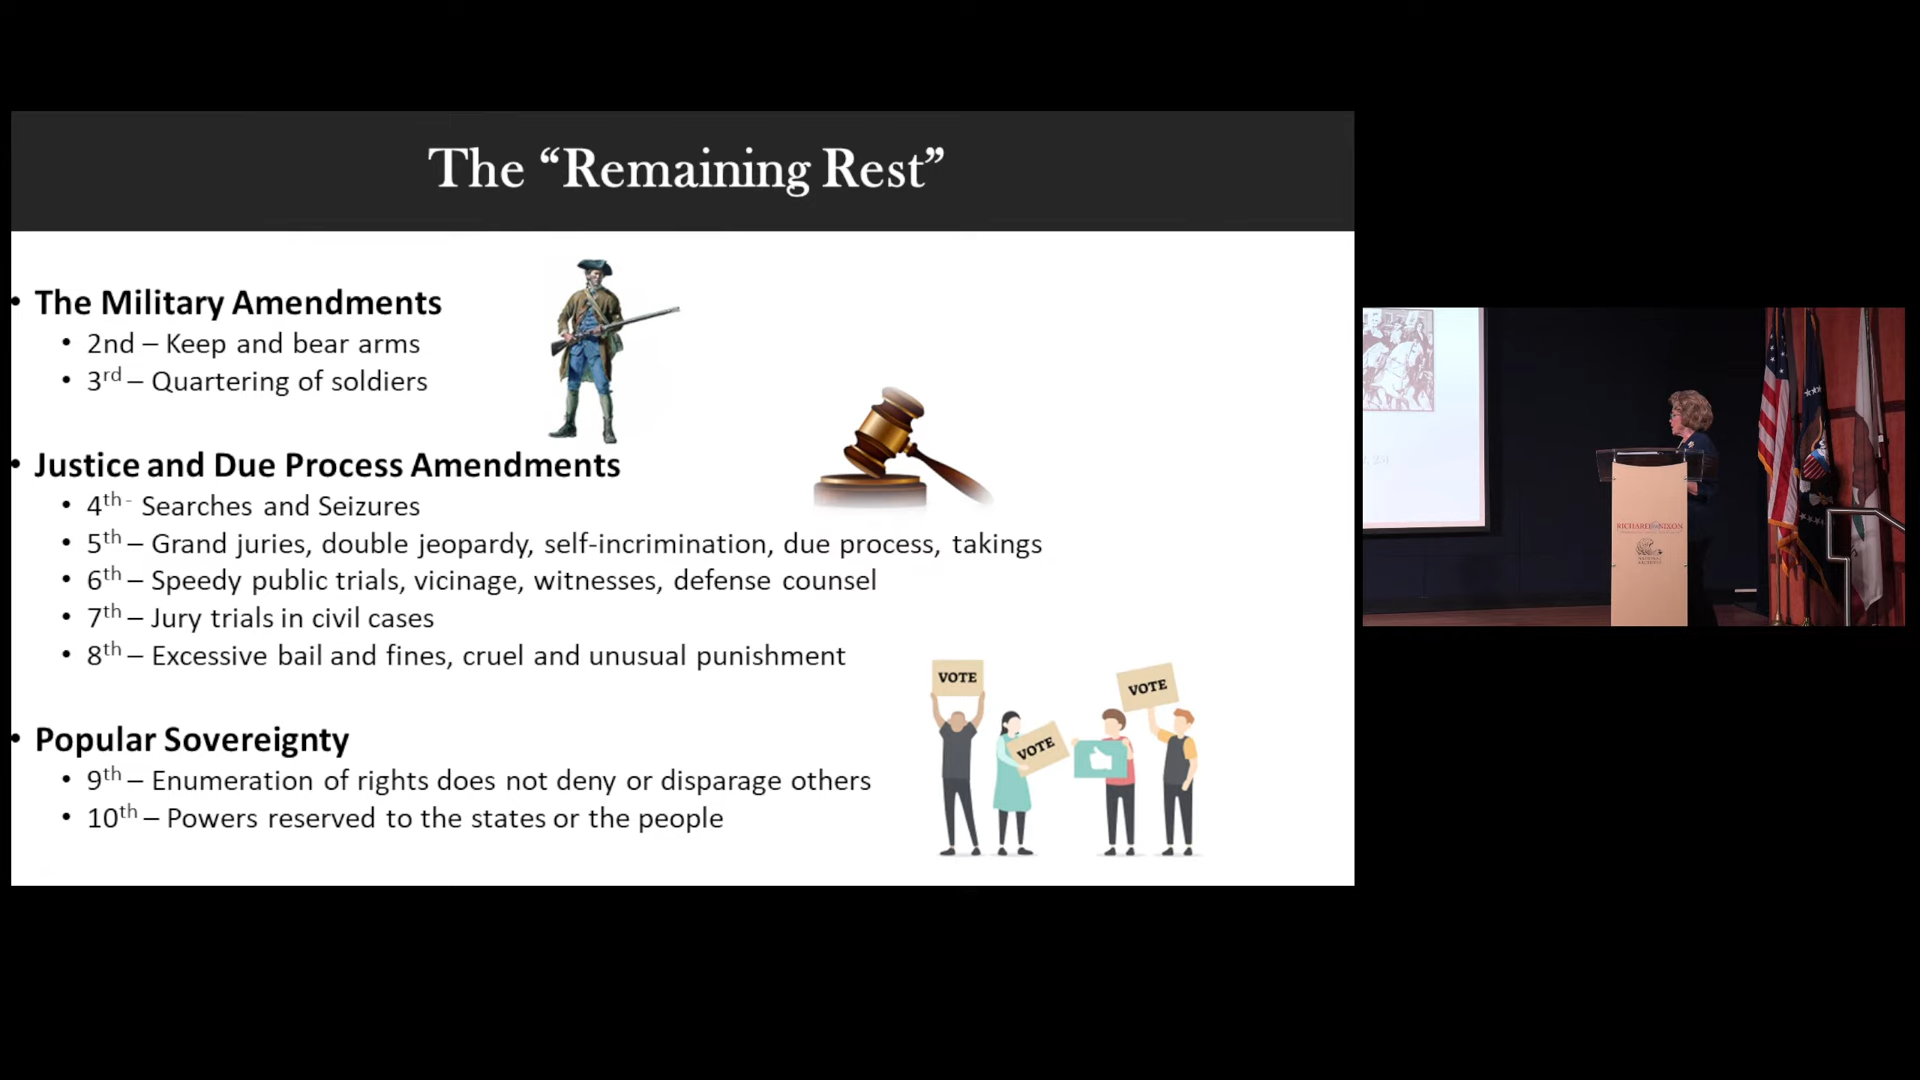 The “Remaining Rest”
• The Military Amendments
• 2nd – Keep and bear arms
• 3rd – Quartering of soldiers
• Justice and Due Process Amendments
• 4th - Searches and Seizures
• 5th – Grand juries, double jeopardy, self-incrimination, due process, takings
• 6th – Speedy public trials, vicinage, witnesses, defense counsel
• 7th – Jury trials in civil cases
• 8th – Excessive bail and fines, cruel and unusual punishment
• Popular Sovereignty
• 9th – Enumeration of rights does not deny or disparage others
• 10th – Powers reserved to the states or the people
VOTE
VOTE
VOTE
RICHARD NIXON
NATIONAL
ARCHIVES